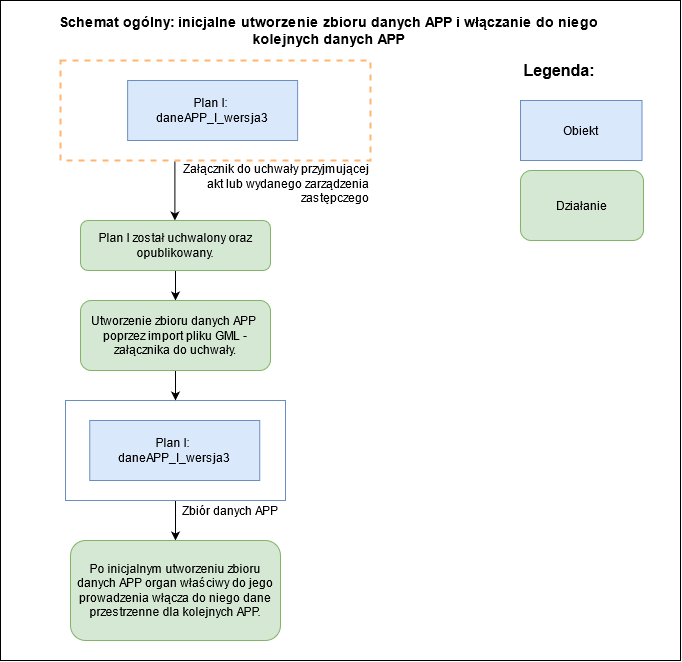 Schemat ogólny: inicjalne utworzenie zbioru danych APP i włączanie do niego
kolejnych danych APP
Legenda:
Plan I:
daneAPP_I_wersja3
Obiekt
Załącznik do uchwały przyjmującej
akt lub wydanego zarządzenia
zastępczego
Działanie
Plan I został uchwalony oraz
opublikowany.
Utworzenie zbioru danych APP
poprzez import pliku GML -
załącznika do uchwały.
Plan I:
daneAPP_I_wersja3
Zbiór danych APP
Po inicjalnym utworzeniu zbioru
danych APP organ właściwy do jego
prowadzenia włącza do niego dane
przestrzenne dla kolejnych APP.